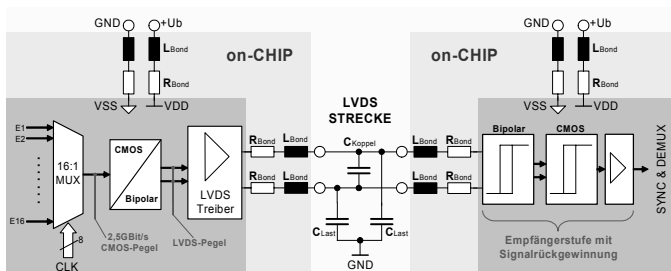 GND +Ub
LBond
on-CHIP
RBond
VSS VDD
E1
E2
E16
16:1
MUX
8
CLK
2,5GBit/s
CMOS-Pegel
CMOS
Bipolar
LVDS-Pegel
LVDS
Treiber
RBond LBond
RBond LBond
LVDS
STRECKE
CKoppel
CLast CLast
GND
LBond RBond
LBond RBond
GND +Ub
LBond
on-CHIP
RBond
VSS VDD
Bipolar CMOS
SYNC & DEMUX
Empfängerstufe mit
Signalrückgewinnung